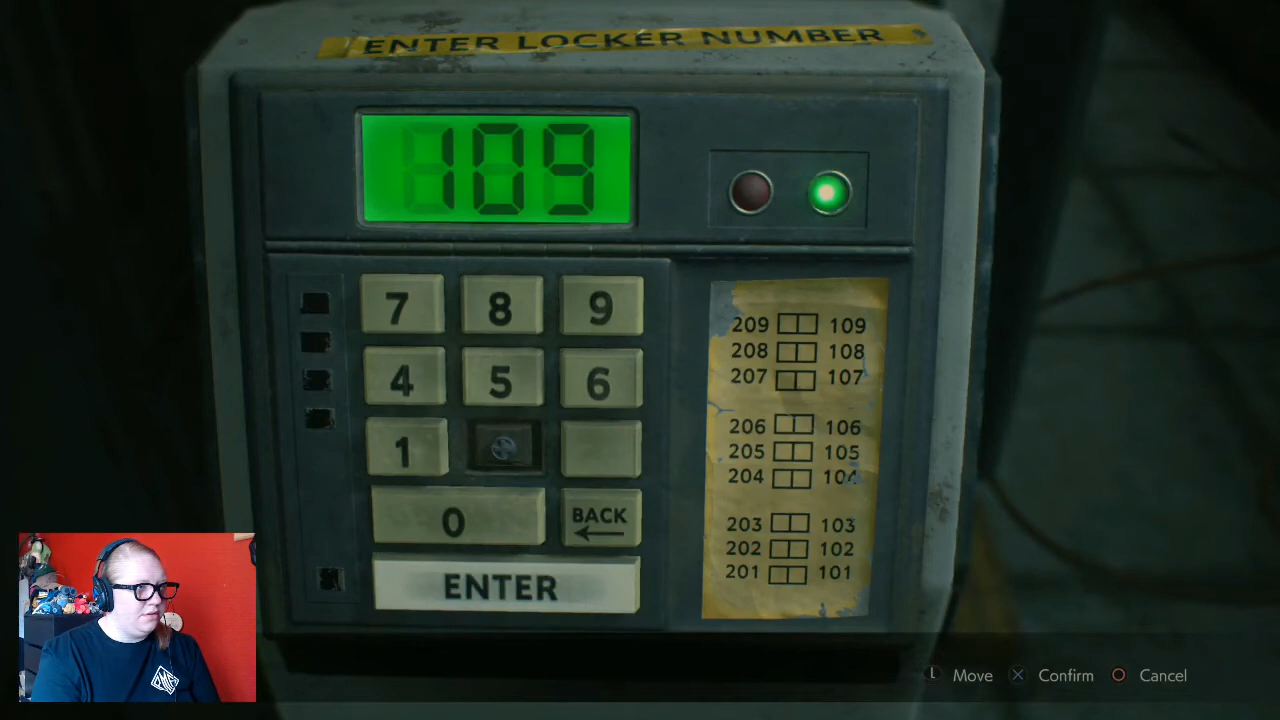 ENTER LOCKER NUMBER
109
7 8 9
4 5 6
1
0 BACK
ENTER
209 109
208 108
207 107
206 106
205 105
204 104
203 103
202 102
201 101
L Move Confirm Cancel